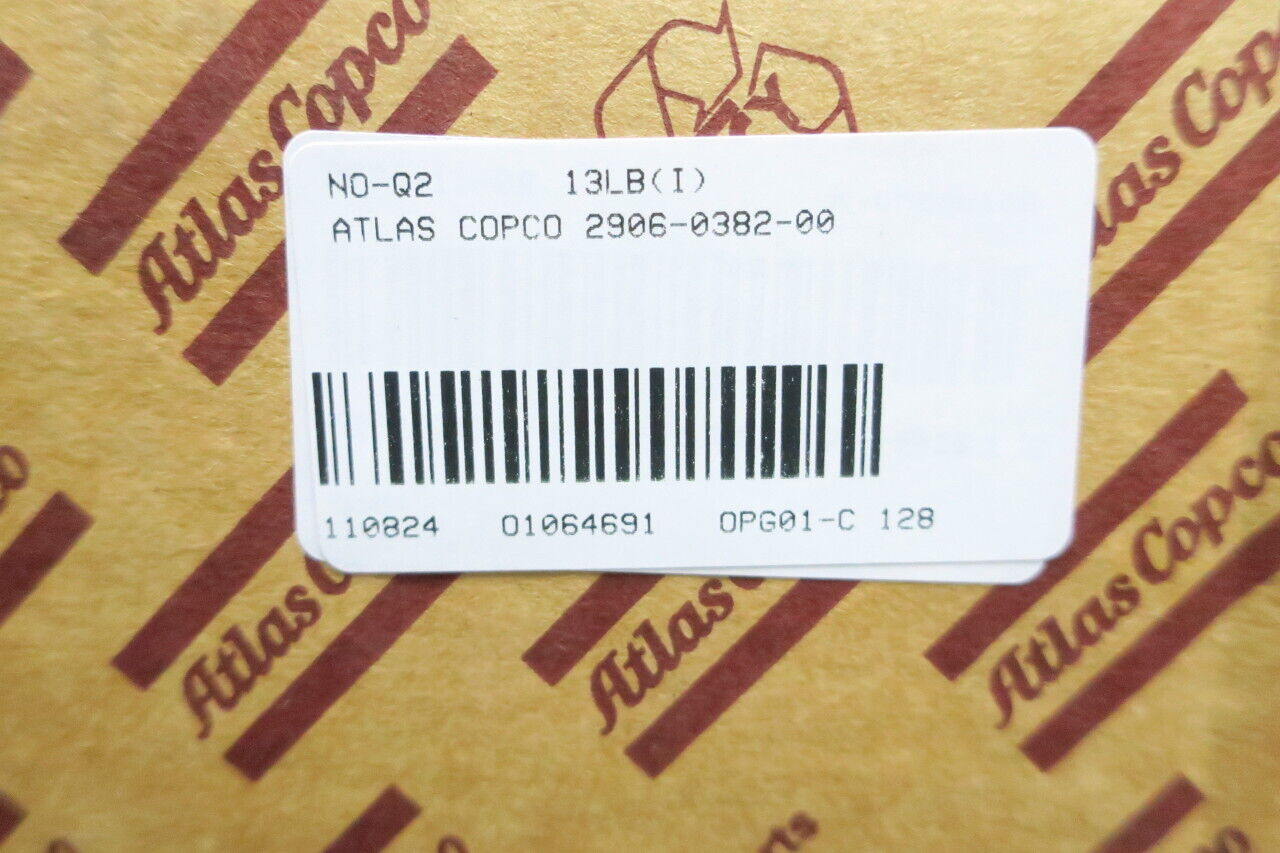 Atlas Copco
Atlas Copco
NO-Q2 13LB(I)
ATLAS COPCO 2906-0382-00
110824 01064691 OPG01-C 128
Atlas Copco
Atlas
Atlas Copco